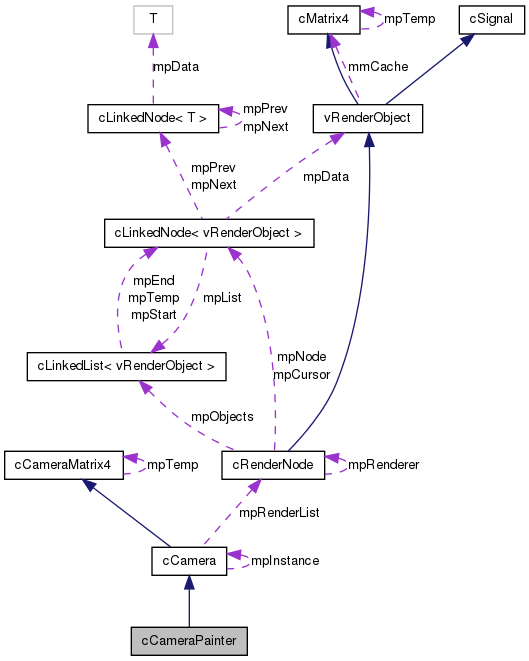 T
cMatrix4
mpTemp
cSignal
mpData
mmCache
cLinkedNode< T >
mpPrev
mpNext
vRenderObject
mpPrev
mpNext
mpData
cLinkedNode< vRenderObject >
mpEnd
mpTemp
mpStart
mpList
mpNode
mpCursor
cLinkedList< vRenderObject >
mpObjects
cCameraMatrix4
mpTemp
cRenderNode
mpRenderer
mpRenderList
cCamera
mpInstance
cCameraPainter